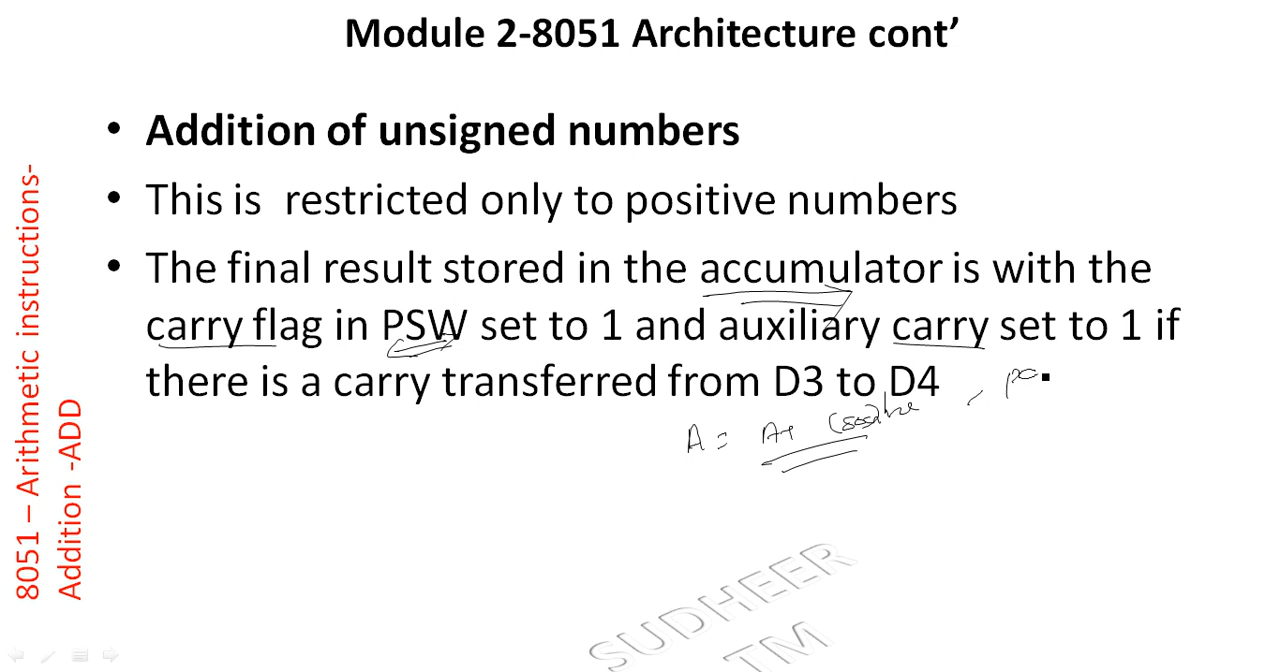 Module 2-8051 Architecture cont’
• Addition of unsigned numbers
• This is restricted only to positive numbers
• The final result stored in the accumulator is with the
carry flag in PSW set to 1 and auxiliary carry set to 1 if
there is a carry transferred from D3 to D4
A =
8051 – Arithmetic instructions-
Addition -ADD
SUDHEER
TM